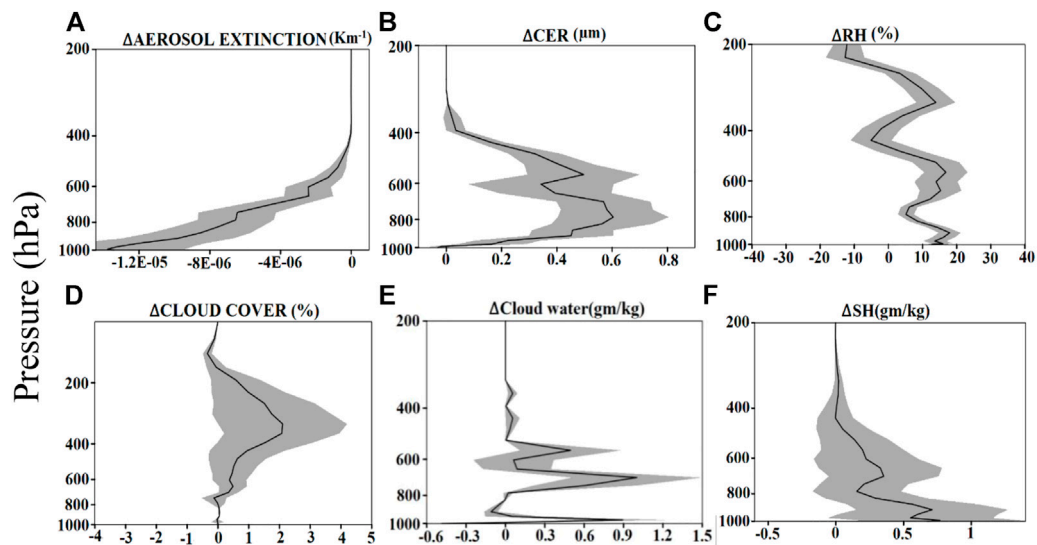 A
ΔAEROSOL EXTINCTION(Km⁻¹)
200
400
600
800
1000
-1.2E-05 -8E-06 -4E-06 0
B
ΔCER (μm)
200
400
600
800
1000
0 0.2 0.4 0.6 0.8
C
ΔRH (%)
200
400
600
800
1000
-40 -30 -20 -10 0 10 20 30 40
Pressure (hPa)
D
ΔCLOUD COVER (%)
200
400
600
800
1000
-4 -3 -2 -1 0 1 2 3 4 5
E
ΔCloud water(gm/kg)
200
400
600
800
1000
-0.6 -0.3 0 0.3 0.6 0.9 1.2 1.5
F
ΔSH(gm/kg)
200
400
600
800
1000
-0.5 0 0.5 1